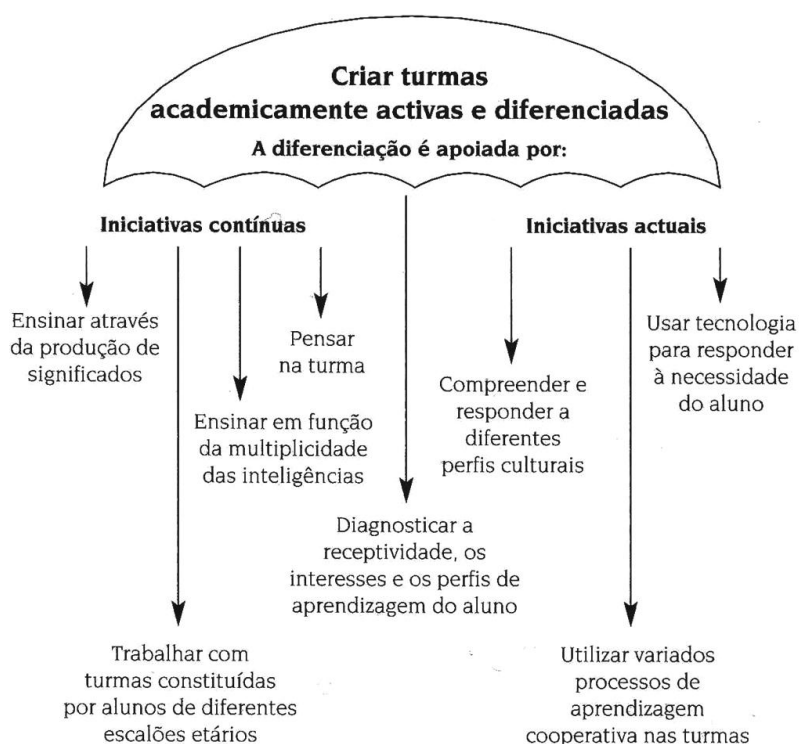 Criar turmas
academicamente activas e diferenciadas
A diferenciação é apoiada por:
Iniciativas contínuas
Iniciativas actuais
Ensinar através
da produção de
significados
Pensar
na turma
Usar tecnologia
para responder
à necessidade
do aluno
Compreender e
responder a
diferentes
perfis culturais
Ensinar em função
da multiplicidade
das inteligências
Diagnosticar a
receptividade, os
interesses e os perfis de
aprendizagem do aluno
Trabalhar com
turmas constituídas
por alunos de diferentes
escalões etários
Utilizar variados
processos de
aprendizagem
cooperativa nas turmas